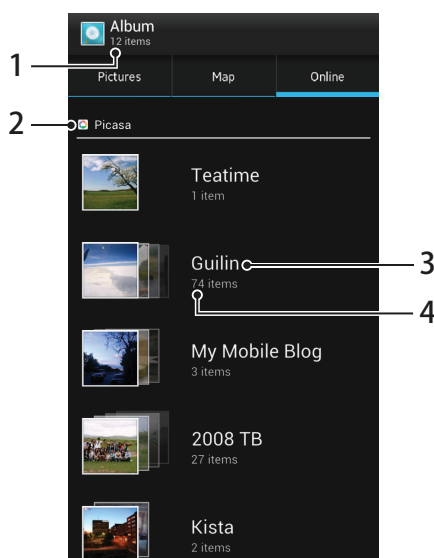 Album
12 items
1
Pictures Map Online
2
Picasa
Teatime
1 item
Guilin
3
74 items
4
My Mobile Blog
3 items
2008 TB
27 items
Kista
2 items